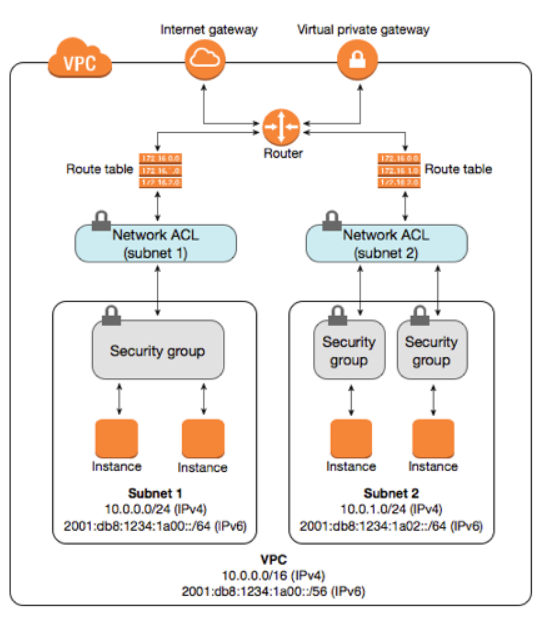 Internet gateway
Virtual private gateway
VPC
Router
Route table
172.16.0.0
172.16.1.0
172.16.2.0
172.16.0.0
172.16.1.0
172.16.2.0
Route table
Network ACL
(subnet 1)
Network ACL
(subnet 2)
Security group
Security
group
Security
group
Instance
Instance
Instance
Instance
Subnet 1
10.0.0.0/24 (IPv4)
2001:db8:1234:1a00::/64 (IPv6)
Subnet 2
10.0.1.0/24 (IPv4)
2001:db8:1234:1a02::/64 (IPv6)
VPC
10.0.0.0/16 (IPv4)
2001:db8:1234:1a00::/56 (IPv6)